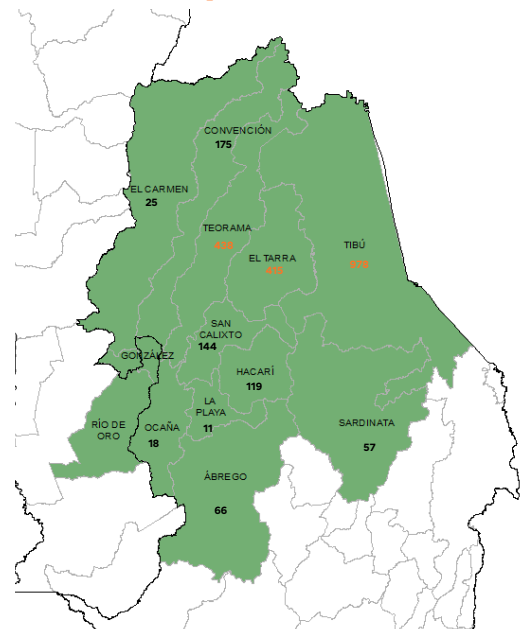 CONVENCIÓN
175
EL CARMEN
25
TEORAMA
EL TARRA
TIBÚ
SAN
CALIXTO
144
GONZÁLEZ
HACARÍ
119
LA
PLAYA
11
RÍO DE
ORO
OCAÑA
18
SARDINATA
57
ÁBREGO
66